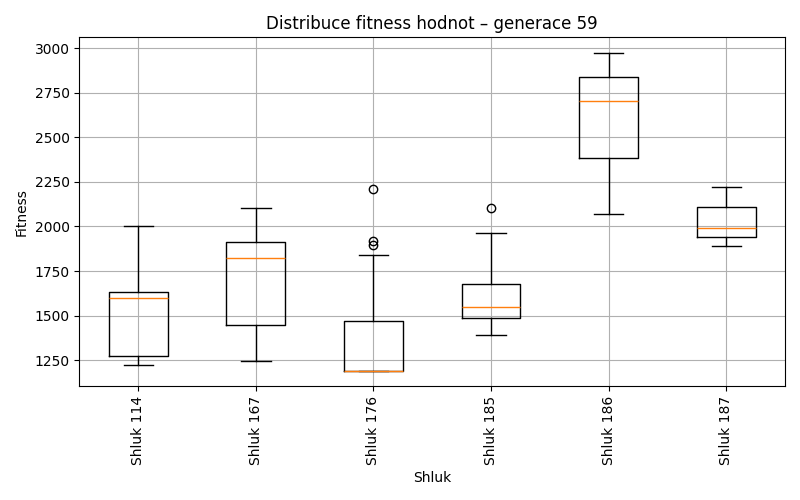 Distribuce fitness hodnot – generace 59
Fitness
3000
2750
2500
2250
2000
1750
1500
1250
Shluk 114
Shluk 167
Shluk 176
Shluk 185
Shluk 186
Shluk 187
Shluk